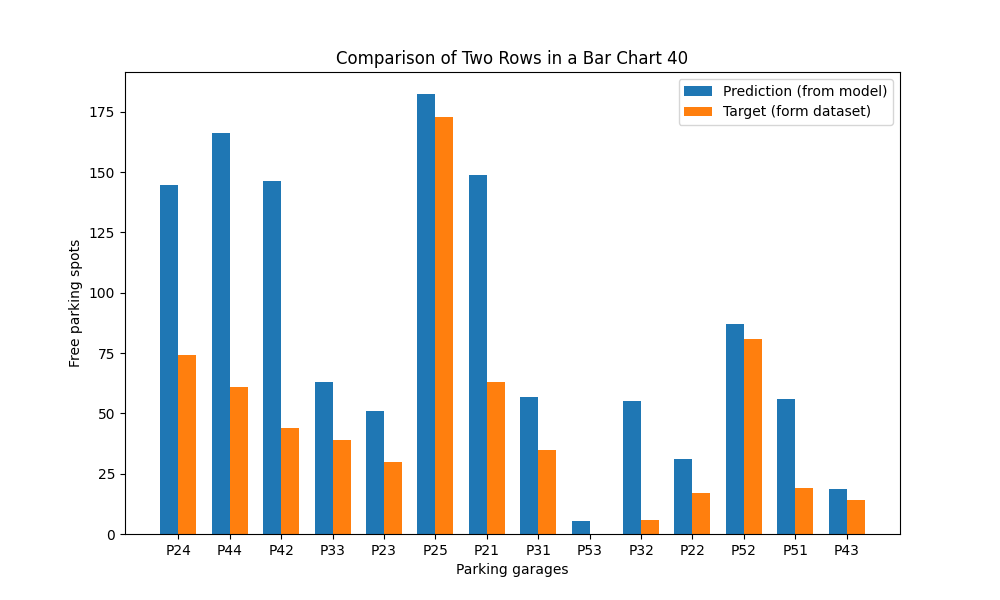 Comparison of Two Rows in a Bar Chart 40
Prediction (from model)
Target (form dataset)
Free parking spots
175
150
125
100
75
50
25
0
P24 P44 P42 P33 P23 P25 P21 P31 P53 P32 P22 P52 P51 P43
Parking garages